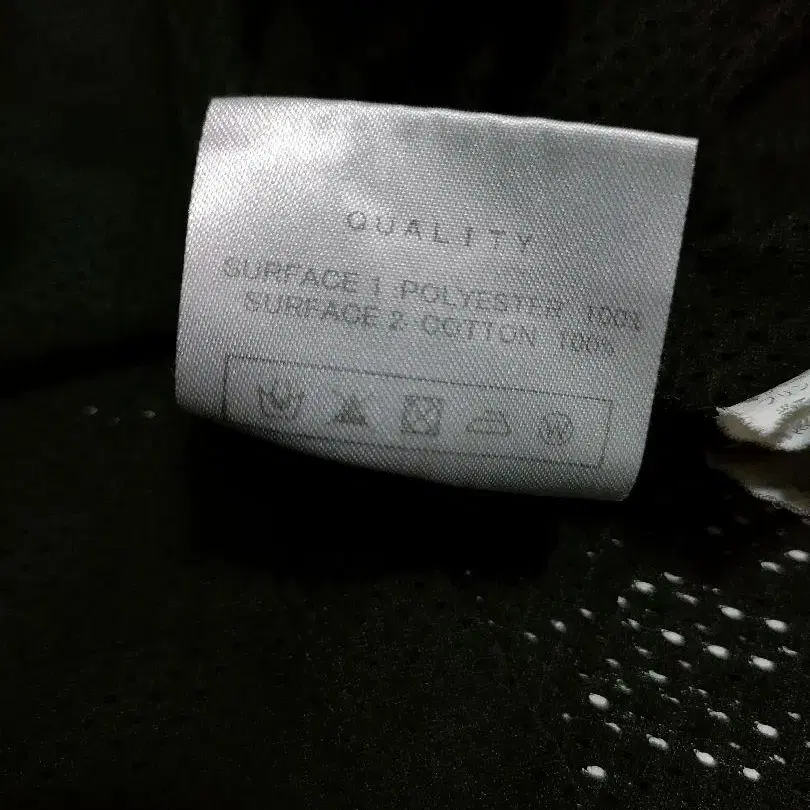 QUALITY
SURFACE 1 POLYESTER 100%
SURFACE 2 COTTON 100%
W